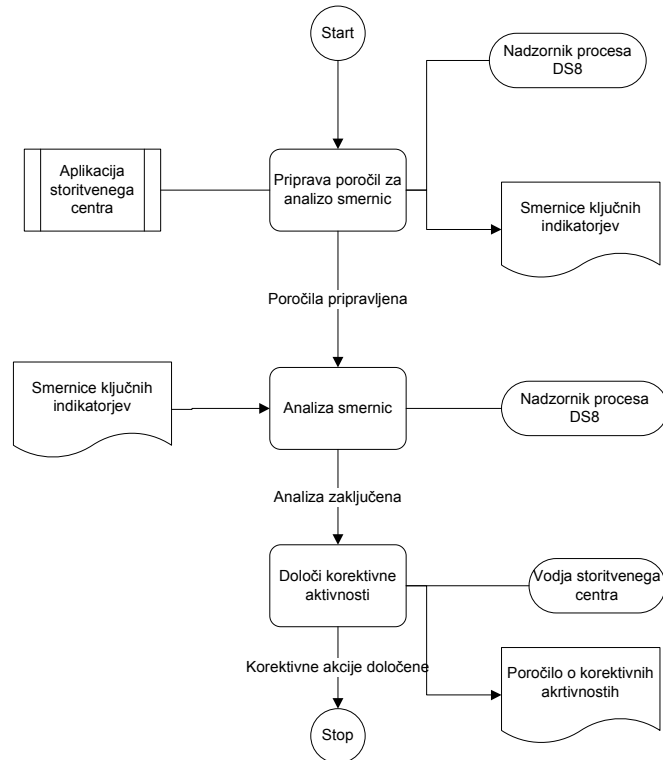 Start
Nadzornik procesa
DS8
Aplikacija
storitvenega
centra
Priprava poročil za
analizo smernic
Smernice ključnih
indikatorjev
Poročila pripravljena
Smernice ključnih
indikatorjev
Analiza smernic
Nadzornik procesa
DS8
Analiza zaključena
Določi korektivne
aktivnosti
Vodja storitvenega
centra
Korektivne akcije določene
Poročilo o korektivnih
akrtivnostih
Stop